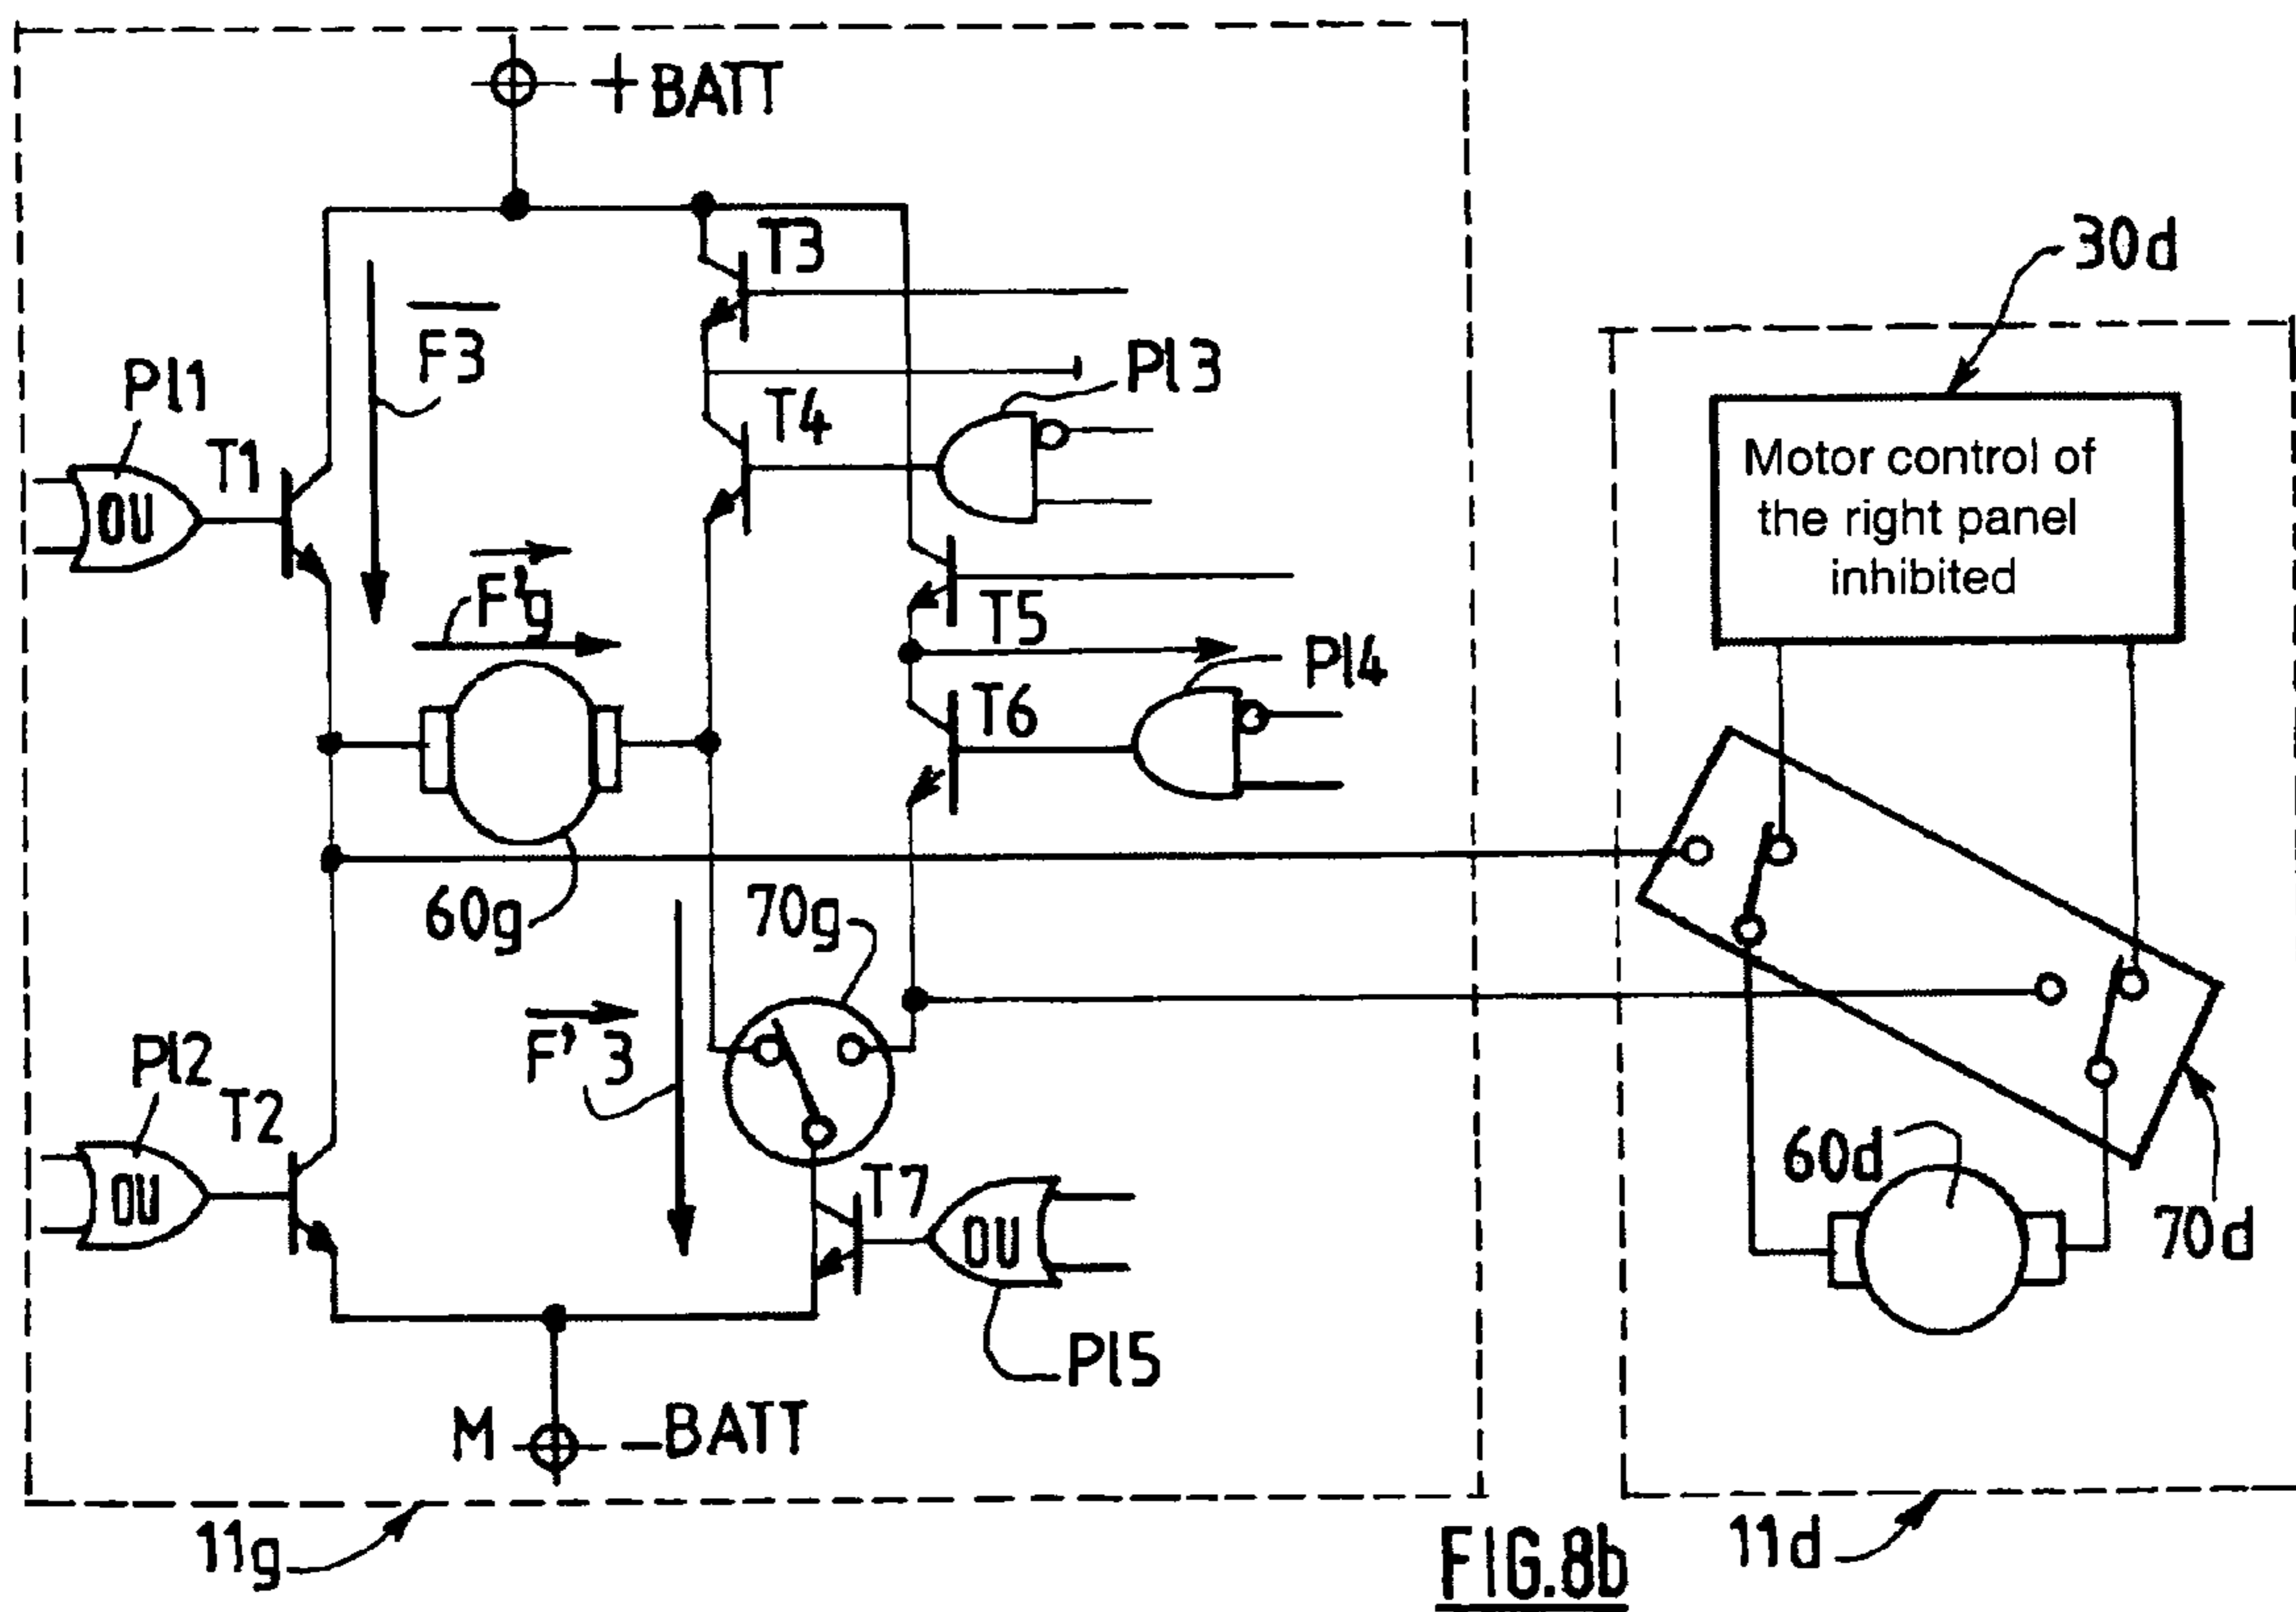 +BATT
T3
30d
F3
Pl3
Pl1
T4
T1
OU
Motor control of
the right panel
inhibited
F'g
T5
Pl4
T6
60g
70g
F'3
Pl2
T2
OU
60d
T7
OU
70d
Pl5
M
-BATT
11g
11d
FIG.8b